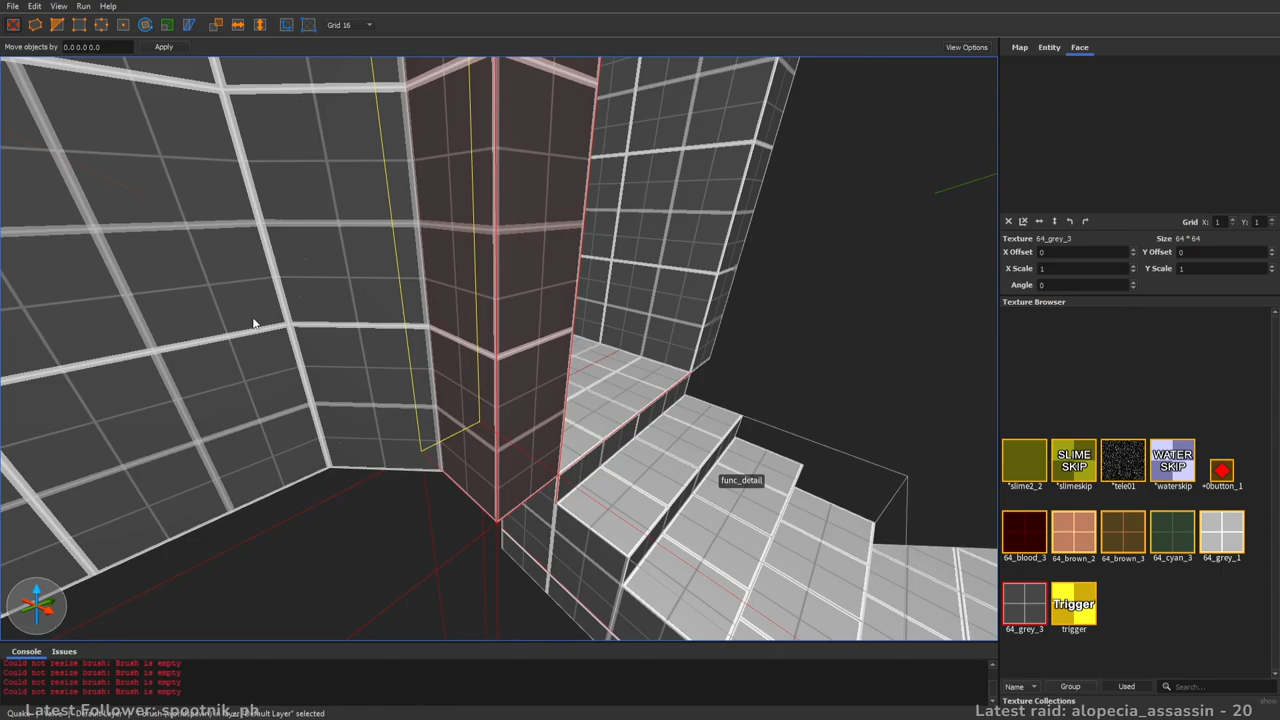 File Edit View Run Help
Grid 16
Move objects by 0.0 0.0 0.0 Apply View Options
Map Entity Face
Grid X: 1 Y: 1
Texture 64_grey_3 Size 64 * 64
X Offset 0 Y Offset 0
X Scale 1 Y Scale 1
Angle 0
Texture Browser
SLIME SKIP
WATER SKIP
*slime2_2 *slimeskip *tele01 *waterskip +0button_1
func_detail
64_blood_3 64_brown_2 64_brown_3 64_cyan_3 64_grey_1
Trigger
64_grey_3 trigger
Console Issues
Could not resize brush: Brush is empty
Could not resize brush: Brush is empty
Could not resize brush: Brush is empty
Could not resize brush: Brush is empty
Name Group Used Search...
Texture Collections show
Latest Follower: spootnik_ph
Latest raid: alopecia_assassin - 20
"Default Layer" selected